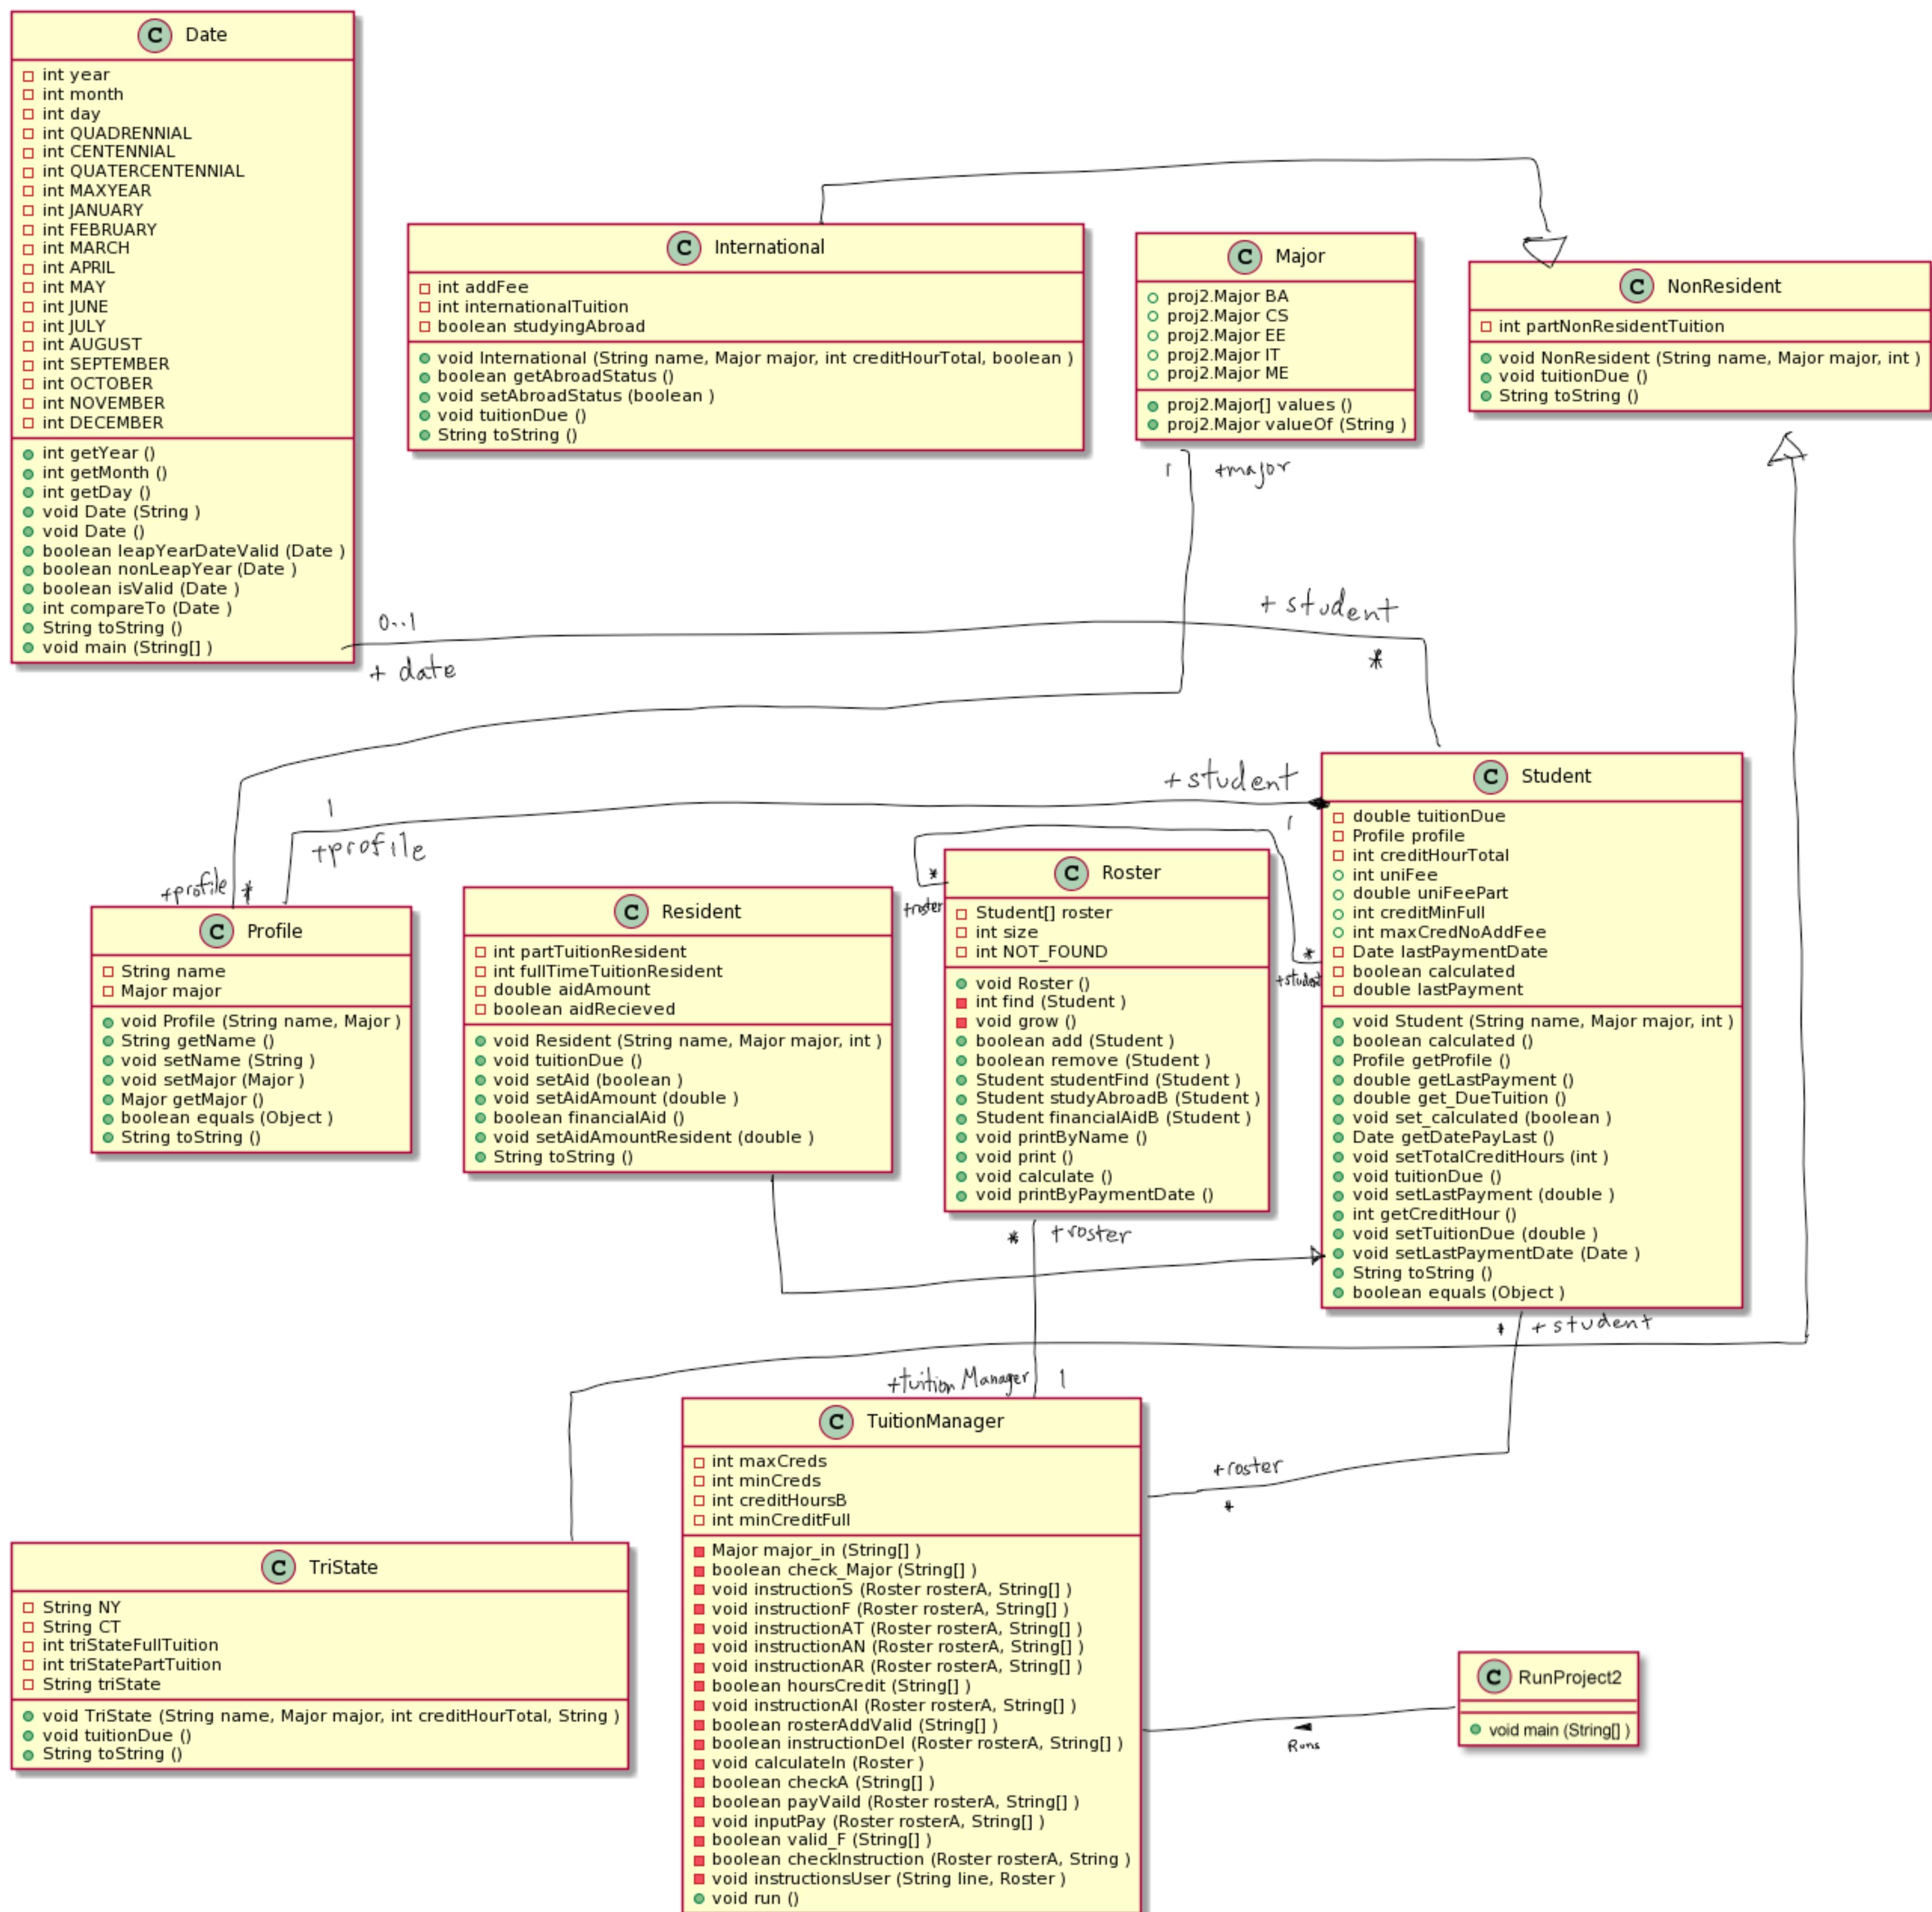 C Date
int year
int month
int day
int QUADRENNIAL
int CENTENNIAL
int QUATERCENTENNIAL
int MAXYEAR
int JANUARY
int FEBRUARY
int MARCH
int APRIL
int MAY
int JUNE
int JULY
int AUGUST
int SEPTEMBER
int OCTOBER
int NOVEMBER
int DECEMBER
int getYear ()
int getMonth ()
int getDay ()
void Date (String )
void Date ()
boolean leapYearDateValid (Date )
boolean nonLeapYear (Date )
boolean isValid (Date )
int compareTo (Date )
String toString ()
void main (String[] )
C International
int addFee
int internationalTuition
boolean studyingAbroad
void International (String name, Major major, int creditHourTotal, boolean )
boolean getAbroadStatus ()
void setAbroadStatus (boolean )
void tuitionDue ()
String toString ()
C Major
proj2.Major BA
proj2.Major CS
proj2.Major EE
proj2.Major IT
proj2.Major ME
proj2.Major[] values ()
proj2.Major valueOf (String )
C NonResident
int partNonResidentTuition
void NonResident (String name, Major major, int )
void tuitionDue ()
String toString ()
1 +major
0..1
+ date
+ student
*
1
+profile
+student
1
+profile *
C Profile
String name
Major major
void Profile (String name, Major )
String getName ()
void setName (String )
void setMajor (Major )
Major getMajor ()
boolean equals (Object )
String toString ()
C Resident
int partTuitionResident
int fullTimeTuitionResident
double aidAmount
boolean aidRecieved
void Resident (String name, Major major, int )
void tuitionDue ()
void setAid (boolean )
void setAidAmount (double )
boolean financialAid ()
void setAidAmountResident (double )
String toString ()
*
+roster
C Roster
Student[] roster
int size
int NOT_FOUND
void Roster ()
int find (Student )
void grow ()
boolean add (Student )
boolean remove (Student )
Student studentFind (Student )
Student studyAbroadB (Student )
Student financialAidB (Student )
void printByName ()
void print ()
void calculate ()
void printByPaymentDate ()
*
+student
C Student
double tuitionDue
Profile profile
int creditHourTotal
int uniFee
double uniFeePart
int creditMinFull
int maxCredNoAddFee
Date lastPaymentDate
boolean calculated
double lastPayment
void Student (String name, Major major, int )
boolean calculated ()
Profile getProfile ()
double getLastPayment ()
double get_DueTuition ()
void set_calculated (boolean )
Date getDatePayLast ()
void setTotalCreditHours (int )
void tuitionDue ()
void setLastPayment (double )
int getCreditHour ()
void setTuitionDue (double )
void setLastPaymentDate (Date )
String toString ()
boolean equals (Object )
* +roster
* + student
+tuition Manager 1
C TuitionManager
int maxCreds
int minCreds
int creditHoursB
int minCreditFull
Major major_in (String[] )
boolean check_Major (String[] )
void instructionS (Roster rosterA, String[] )
void instructionF (Roster rosterA, String[] )
void instructionAT (Roster rosterA, String[] )
void instructionAN (Roster rosterA, String[] )
void instructionAR (Roster rosterA, String[] )
boolean hoursCredit (String[] )
void instructionAI (Roster rosterA, String[] )
boolean rosterAddValid (String[] )
boolean instructionDel (Roster rosterA, String[] )
void calculateIn (Roster )
boolean checkA (String[] )
boolean payVaild (Roster rosterA, String[] )
void inputPay (Roster rosterA, String[] )
boolean valid_F (String[] )
boolean checkInstruction (Roster rosterA, String )
void instructionsUser (String line, Roster )
void run ()
+roster
*
C TriState
String NY
String CT
int triStateFullTuition
int triStatePartTuition
String triState
void TriState (String name, Major major, int creditHourTotal, String )
void tuitionDue ()
String toString ()
Runs
C RunProject2
void main (String[] )